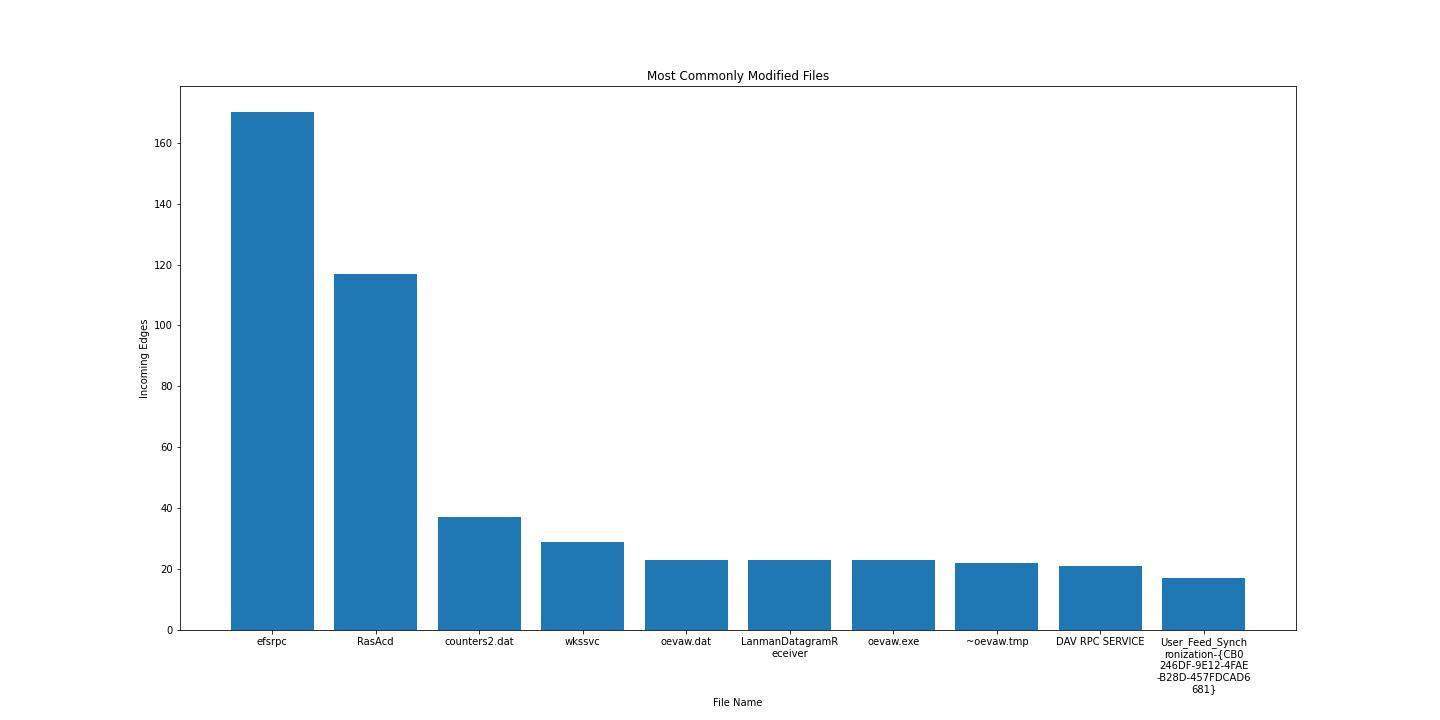 Most Commonly Modified Files
160
140
120
100
80
60
40
20
0
Incoming Edges
efsrpc
RasAcd
counters2.dat
wkssvc
oevaw.dat
LanmanDatagramR
eceiver
oevaw.exe
~oevaw.tmp
DAV RPC SERVICE
User_Feed_Synch
ronization-{CB0
246DF-9E12-4FAE
-B28D-457FDCAD6
681}
File Name